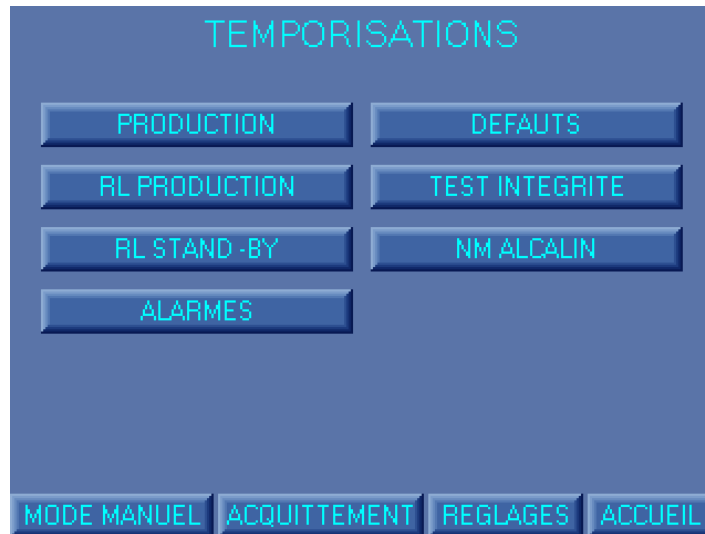 TEMPORISATIONS
PRODUCTION
DEFAUTS
RL PRODUCTION
TEST INTEGRITE
RL STAND-BY
NM ALCALIN
ALARMES
MODE MANUEL
ACQUITTEMENT
REGLAGES
ACCUEIL